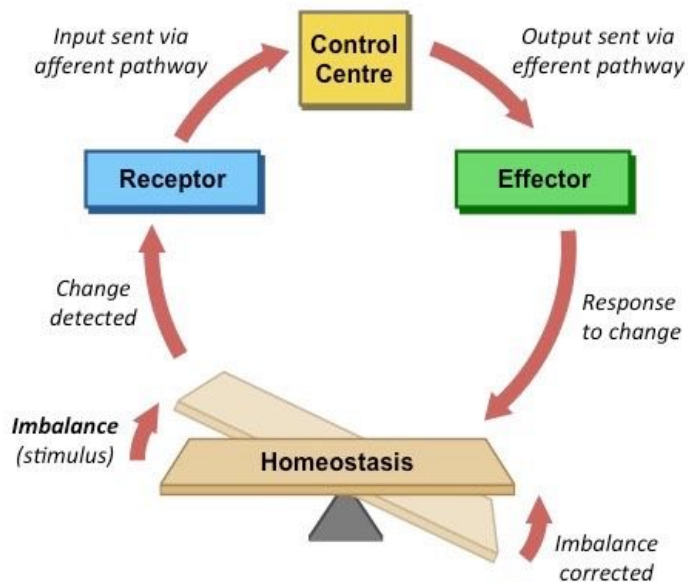 Input sent via
afferent pathway
Control
Centre
Output sent via
efferent pathway
Receptor
Effector
Change
detected
Response
to change
Imbalance
(stimulus)
Homeostasis
Imbalance
corrected